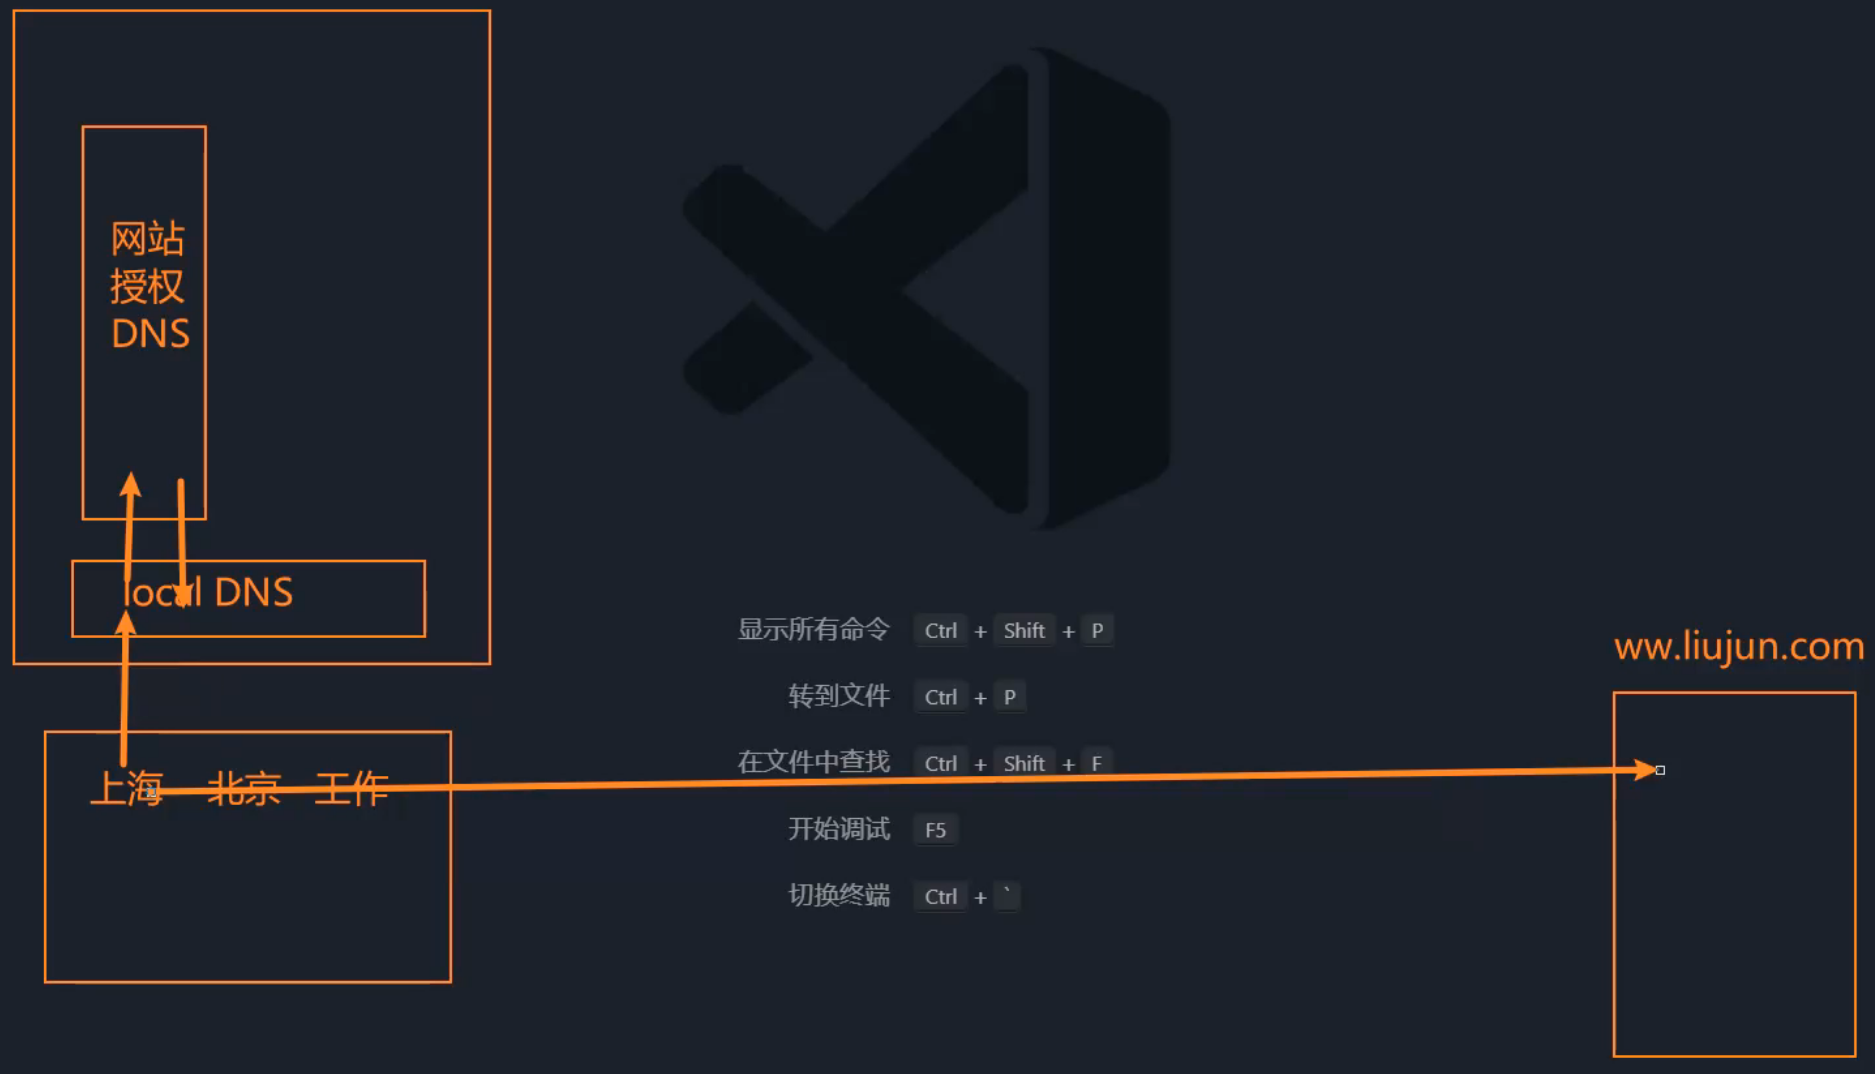 网站
授权
DNS
local DNS
上海 北京 工作
显示所有命令 Ctrl + Shift + P
转到文件 Ctrl + P
在文件中查找 Ctrl + Shift + F
开始调试 F5
切换终端 Ctrl + `
ww.liujun.com